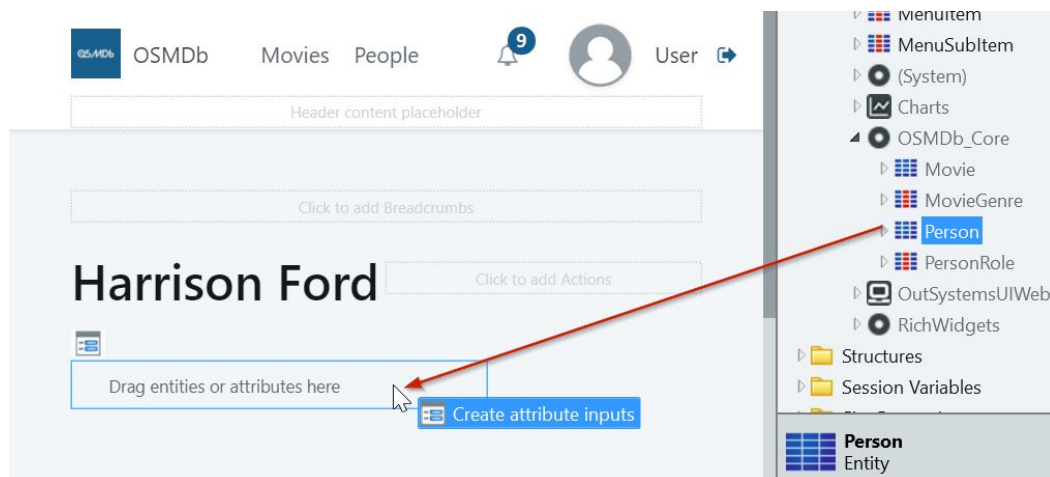 OSMDb OSMDb Movies People 9 User
Header content placeholder
Click to add Breadcrumbs
Harrison Ford
Click to add Actions
Drag entities or attributes here
Create attribute inputs
MenuItem
MenuSubItem
(System)
Charts
OSMDb_Core
Movie
MovieGenre
Person
PersonRole
OutSystemsUIWeb
RichWidgets
Structures
Session Variables
Person
Entity